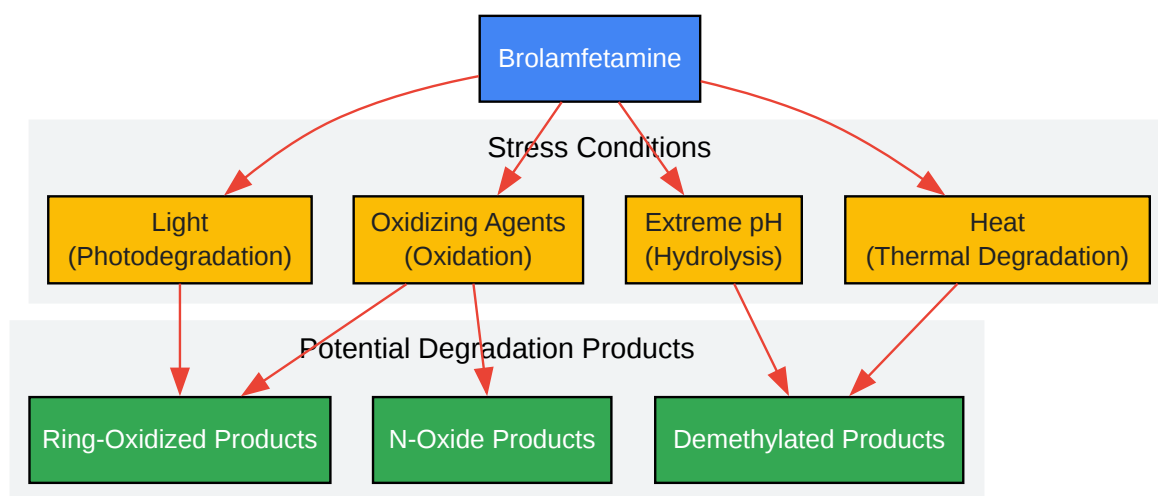 Brolamfetamine
Stress Conditions
Light
(Photodegradation)
Oxidizing Agents
(Oxidation)
Extreme pH
(Hydrolysis)
Heat
(Thermal Degradation)
Potential Degradation Products
Ring-Oxidized Products
N-Oxide Products
Demethylated Products